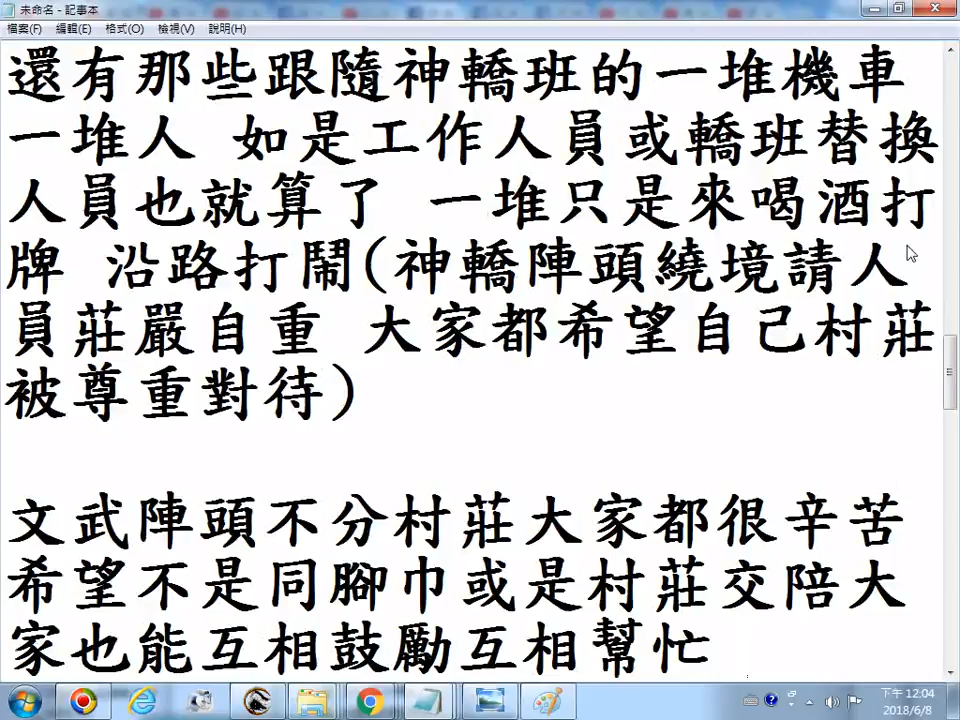 未命名 - 記事本
檔案(F) 編輯(E) 格式(O) 檢視(V) 說明(H)
還有那些跟隨神轎班的一堆機車
一堆人 如是工作人員或轎班替換
人員也就算了 一堆只是來喝酒打
牌 沿路打鬧(神轎陣頭繞境請人
員莊嚴自重 大家都希望自己村莊
被尊重對待)
文武陣頭不分村莊大家都很辛苦
希望不是同腳巾或是村莊交陪大
家也能互相鼓勵互相幫忙
下午 12:04
2018/6/8